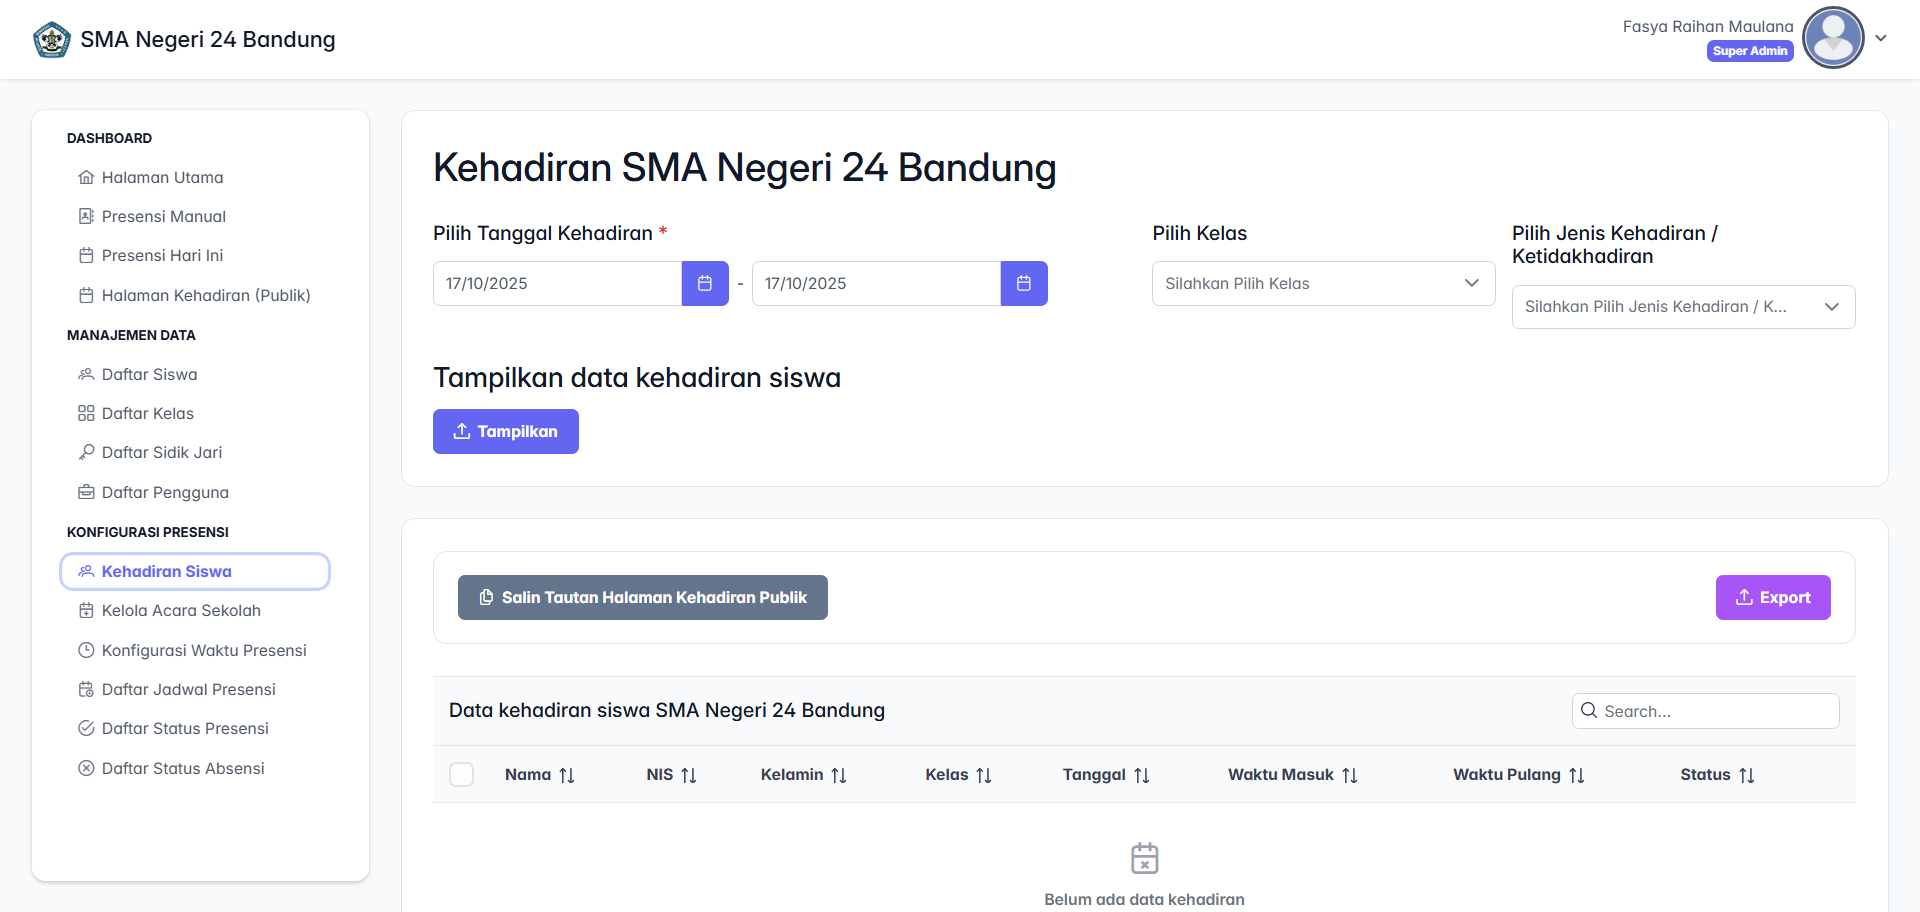 SMA Negeri 24 Bandung
Fasya Raihan Maulana
Super Admin
DASHBOARD
Halaman Utama
Presensi Manual
Presensi Hari Ini
Halaman Kehadiran (Publik)
MANAJEMEN DATA
Daftar Siswa
Daftar Kelas
Daftar Sidik Jari
Daftar Pengguna
KONFIGURASI PRESENSI
Kehadiran Siswa
Kelola Acara Sekolah
Konfigurasi Waktu Presensi
Daftar Jadwal Presensi
Daftar Status Presensi
Daftar Status Absensi
Kehadiran SMA Negeri 24 Bandung
Pilih Tanggal Kehadiran *
17/10/2025 - 17/10/2025
Pilih Kelas
Silahkan Pilih Kelas
Pilih Jenis Kehadiran /
Ketidakhadiran
Silahkan Pilih Jenis Kehadiran / K...
Tampilkan data kehadiran siswa
Tampilkan
Salin Tautan Halaman Kehadiran Publik
Export
Data kehadiran siswa SMA Negeri 24 Bandung
Search...
Nama NIS Kelamin Kelas Tanggal Waktu Masuk Waktu Pulang Status
Belum ada data kehadiran